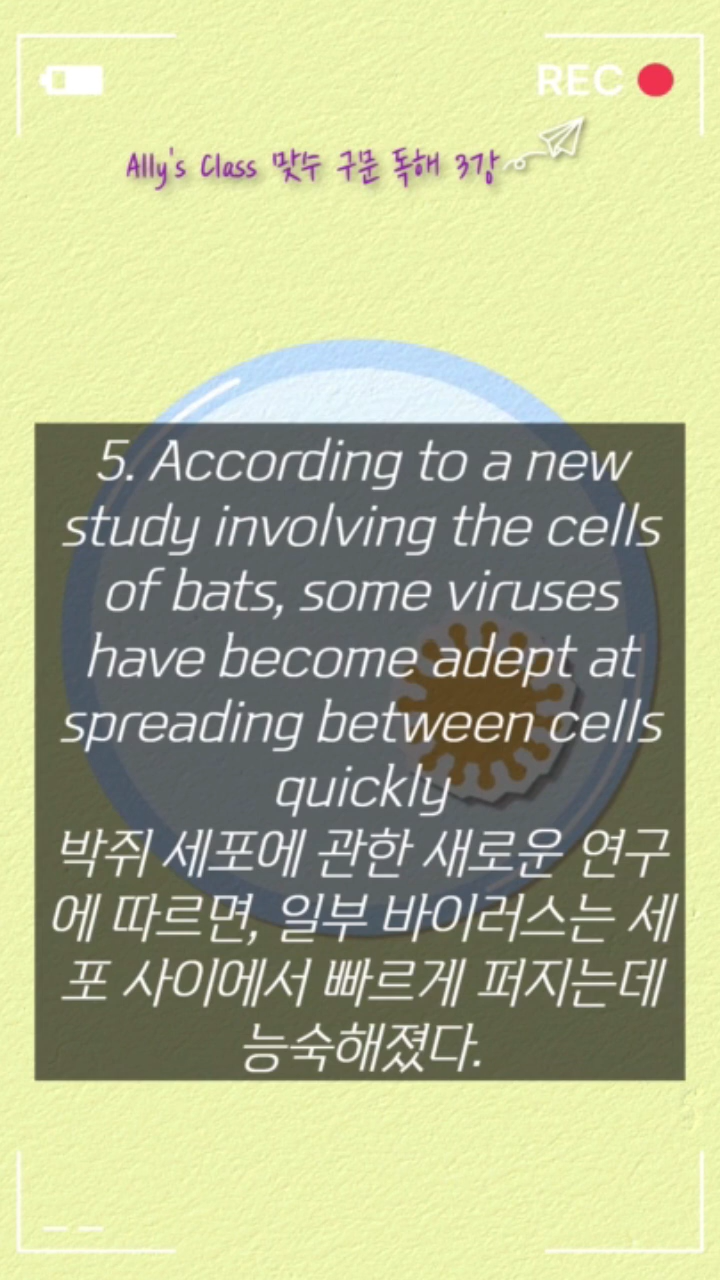 REC
Ally's Class 맞수 구문 독해 3강
5. According to a new
study involving the cells
of bats, some viruses
have become adept at
spreading between cells
quickly
박쥐 세포에 관한 새로운 연구
에 따르면, 일부 바이러스는 세
포 사이에서 빠르게 퍼지는데
능숙해졌다.